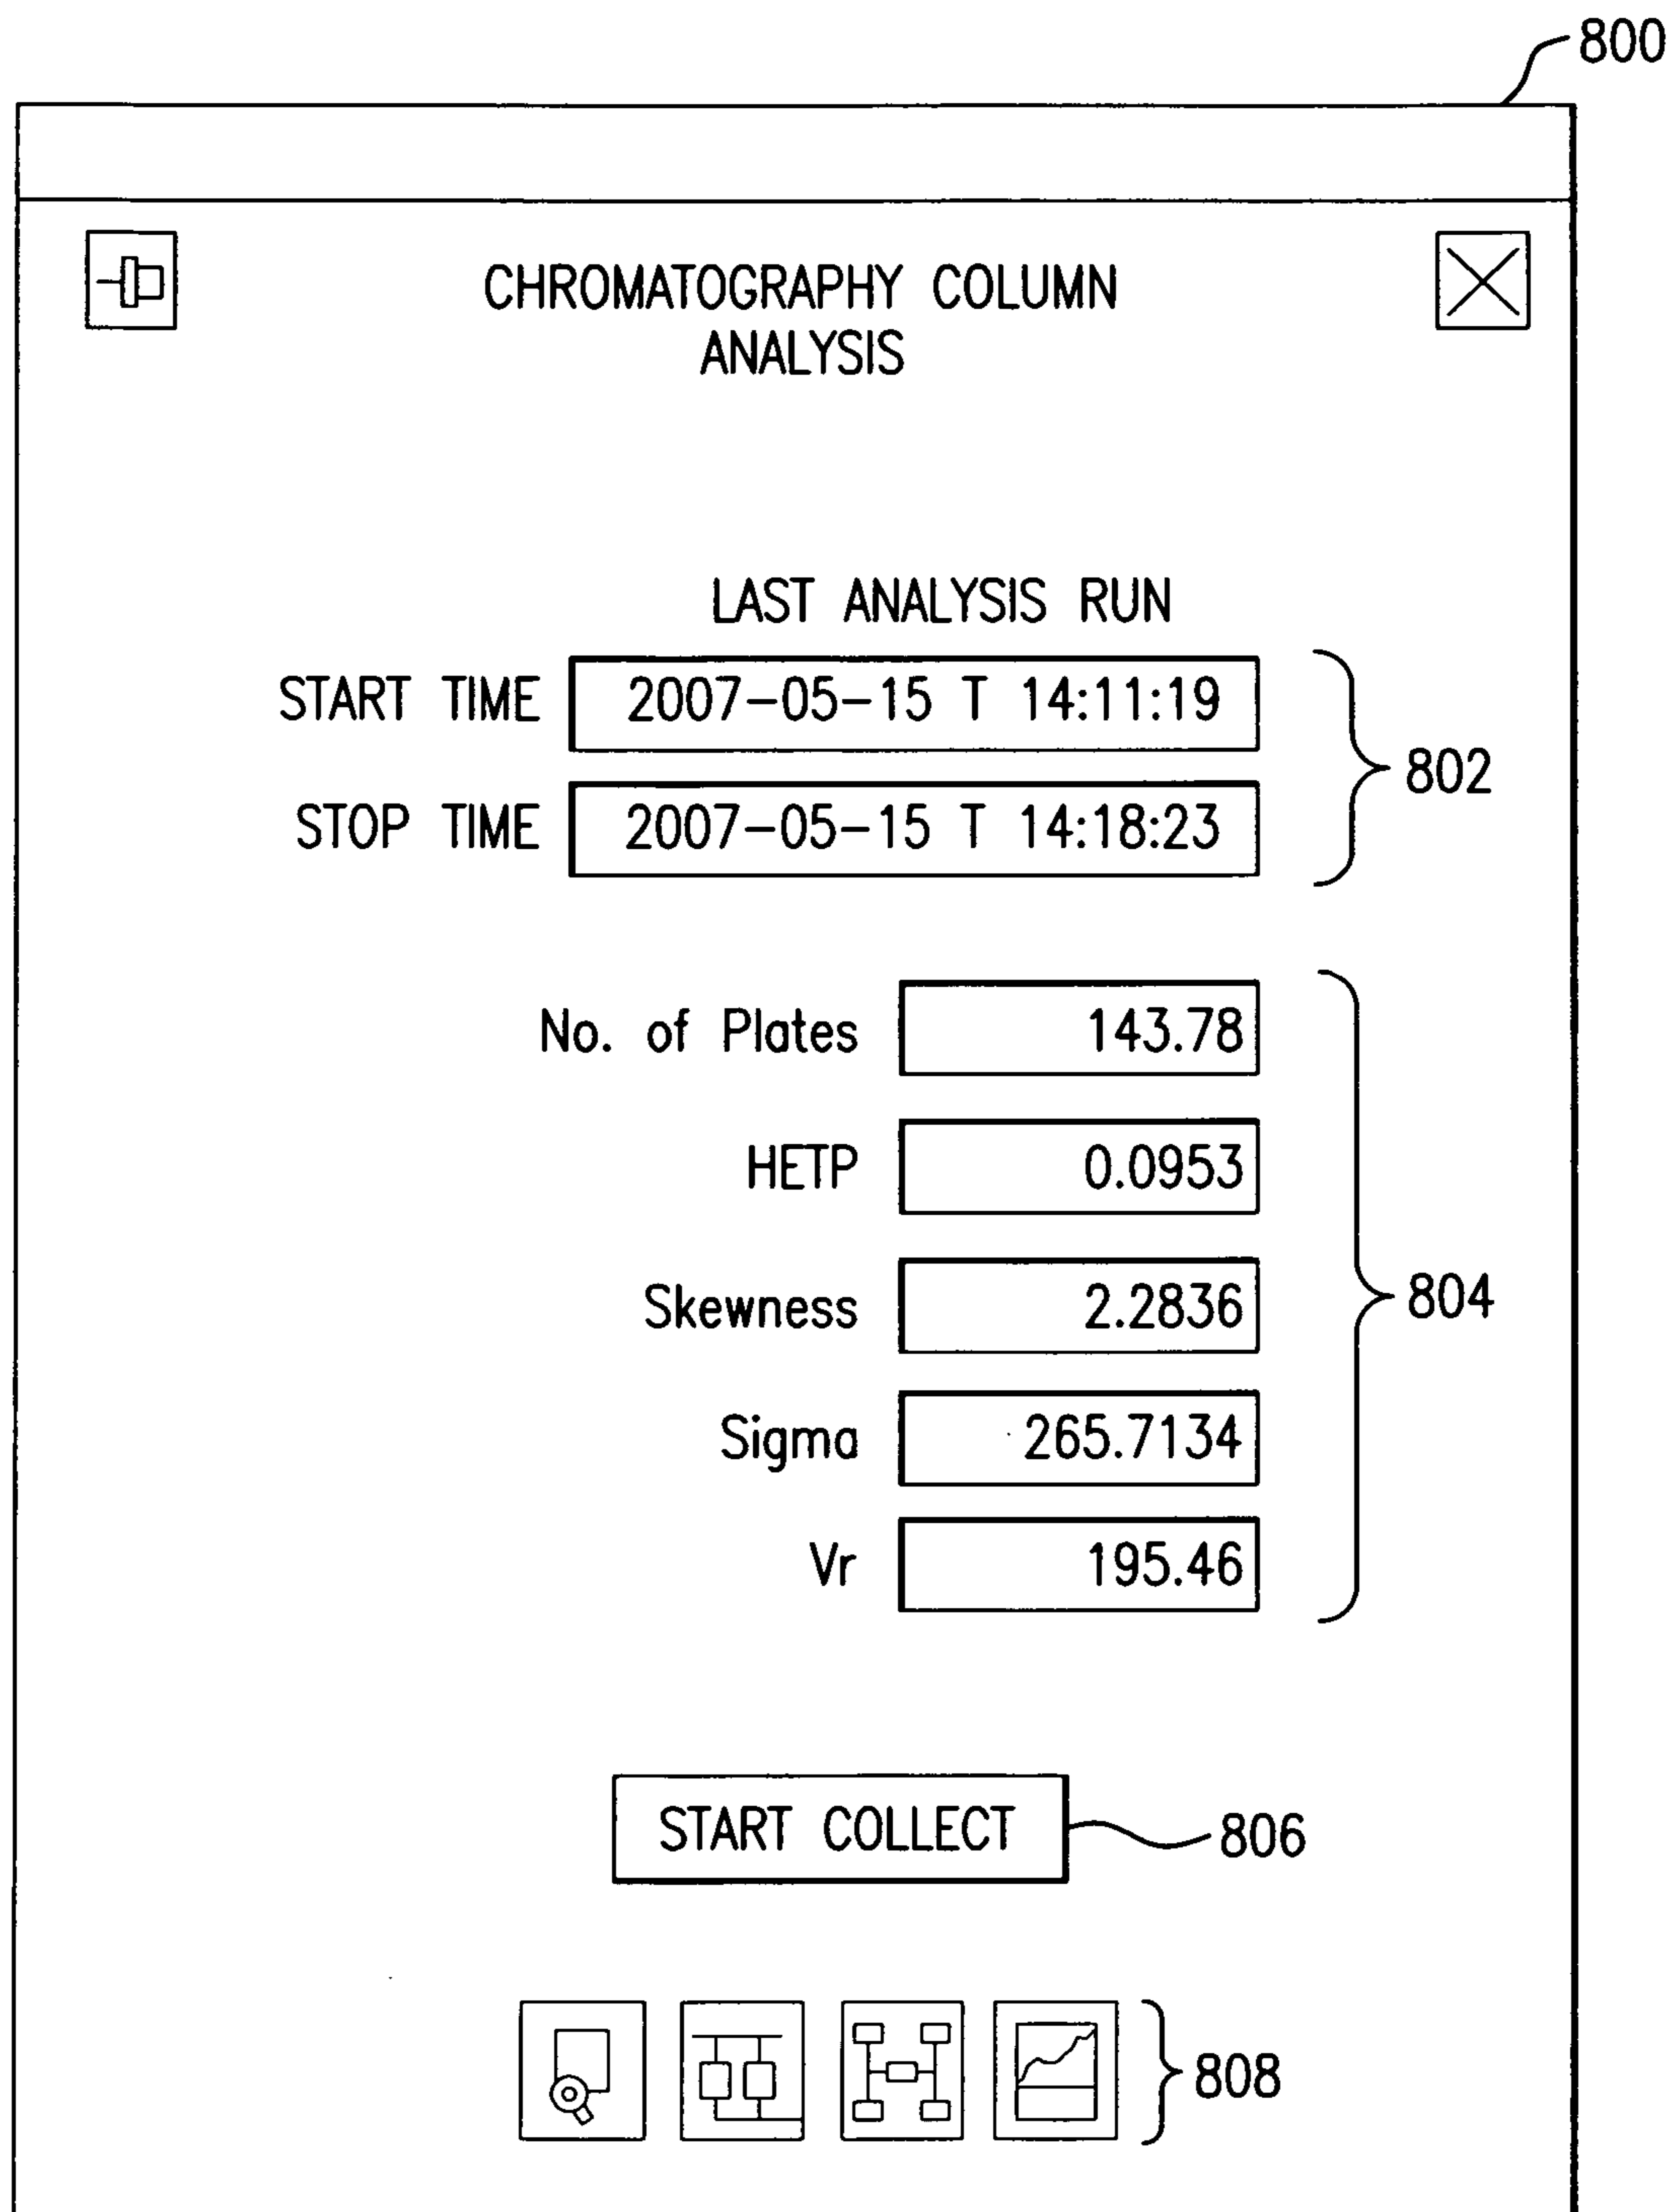 800
CHROMATOGRAPHY COLUMN
ANALYSIS
LAST ANALYSIS RUN
START TIME 2007-05-15 T 14:11:19
STOP TIME 2007-05-15 T 14:18:23
802
No. of Plates 143.78
HETP 0.0953
Skewness 2.2836
804
Sigma 265.7134
Vr 195.46
START COLLECT 806
808